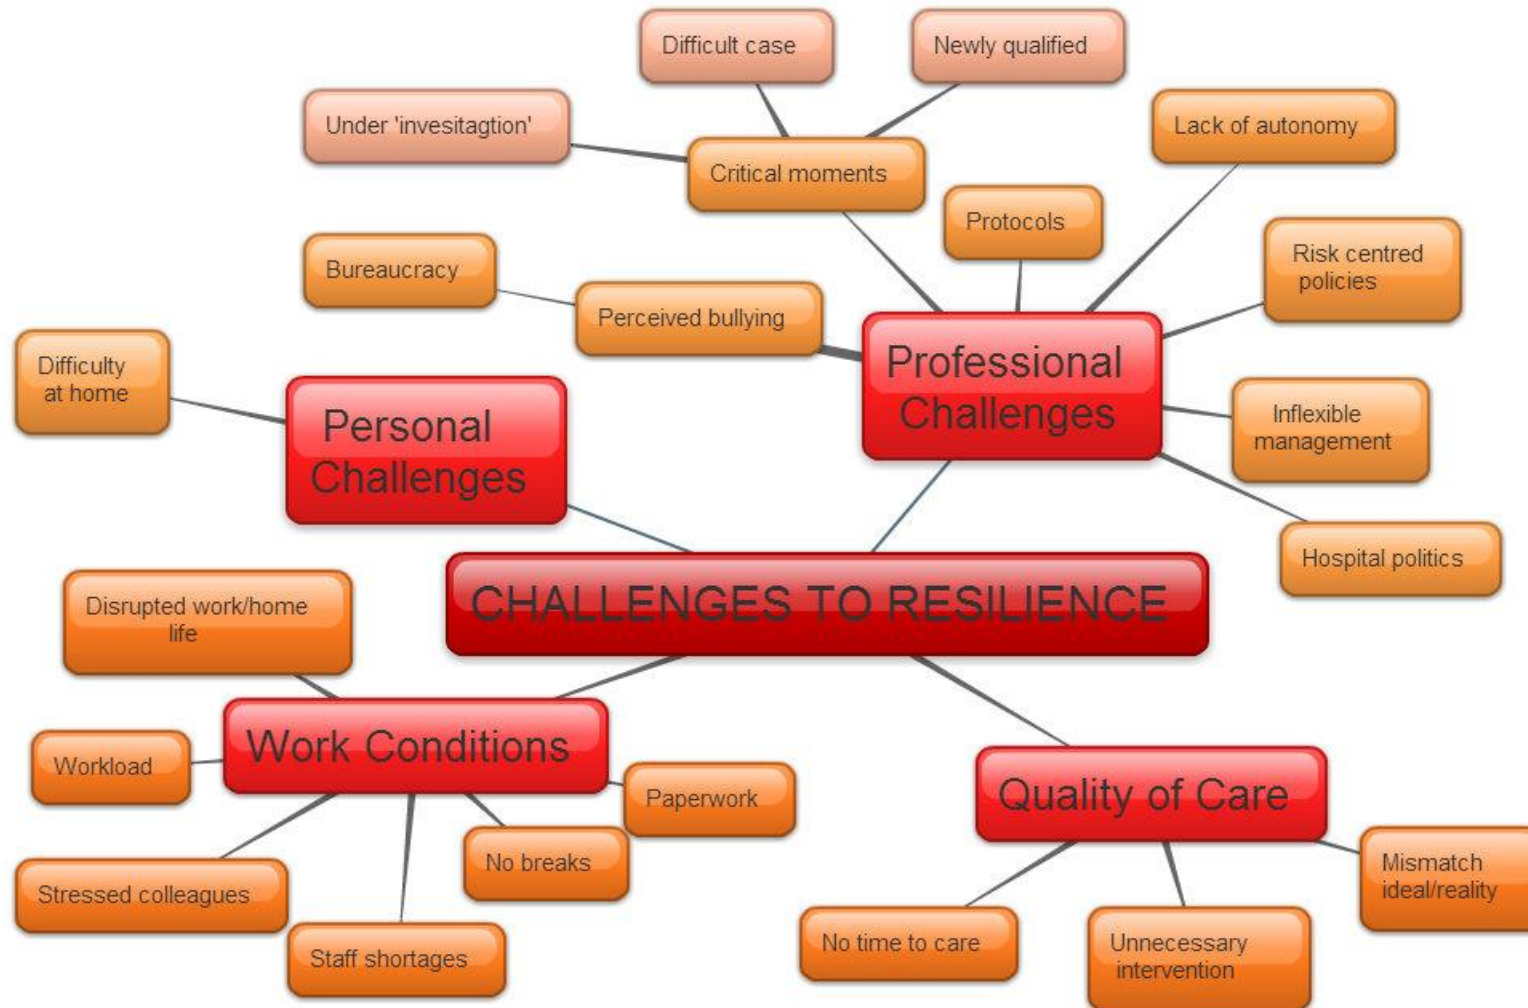 Difficult case
Newly qualified
Under 'invesitagtion'
Lack of autonomy
Critical moments
Protocols
Risk centred
policies
Bureaucracy
Perceived bullying
Professional
Challenges
Difficulty
at home
Personal
Challenges
Inflexible
management
Hospital politics
CHALLENGES TO RESILIENCE
Disrupted work/home
life
Work Conditions
Workload
Paperwork
Quality of Care
No breaks
Mismatch
ideal/reality
Stressed colleagues
Staff shortages
No time to care
Unnecessary
intervention